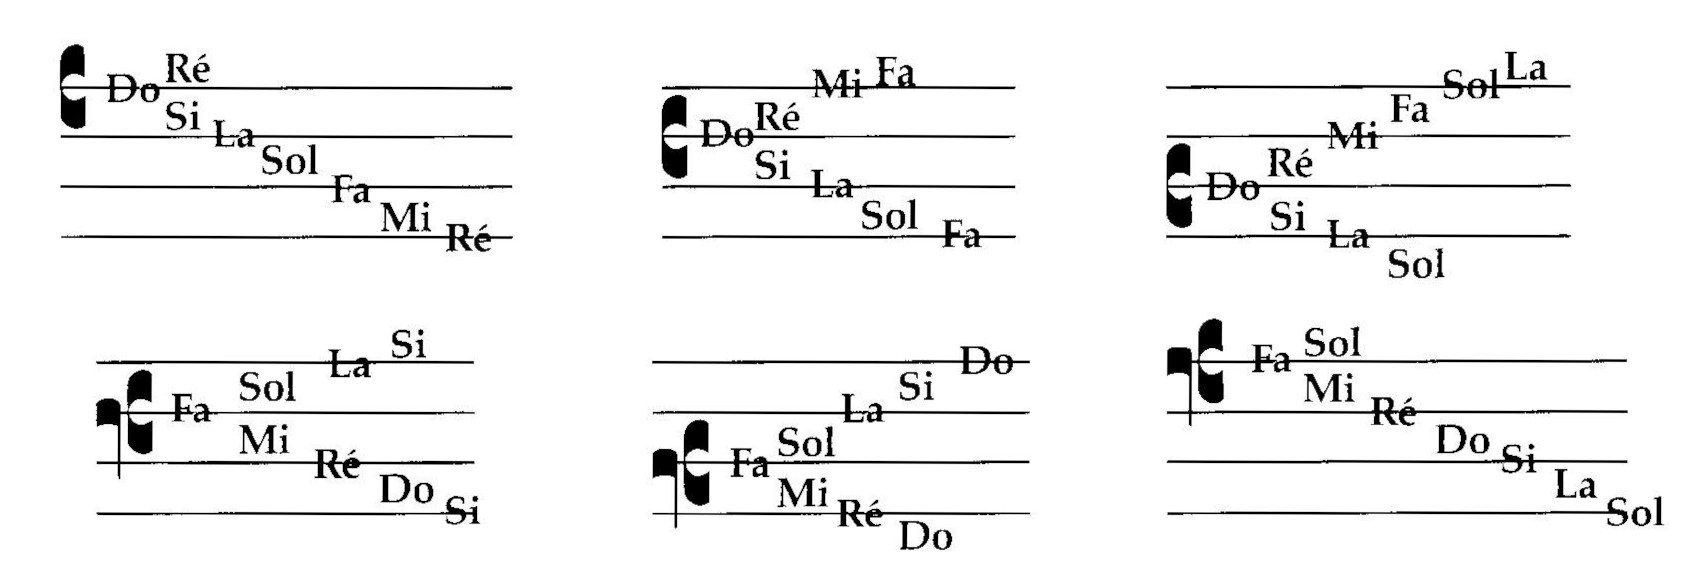 Do Ré
Si La Sol Fa Mi Ré
Mi Fa
Do Ré
Si La Sol Fa
Sol La
Mi Fa
Do Ré
Si La Sol
La Si
Fa Sol
Mi Ré Do Si
Do
La Si
Fa Sol
Mi Ré Do
Fa Sol
Mi Ré Do Si La Sol